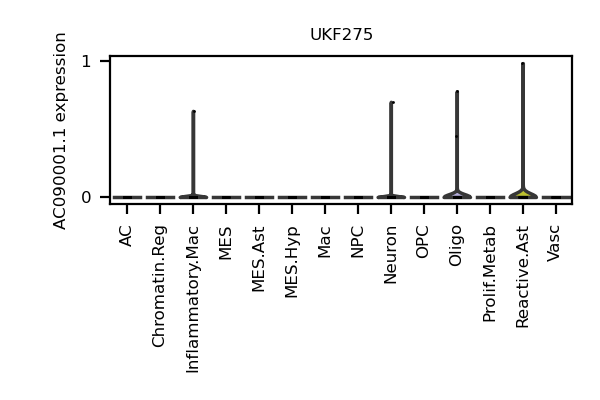 UKF275
AC090001.1 expression
1
0
AC
Chromatin.Reg
Inflammatory.Mac
MES
MES.Ast
MES.Hyp
Mac
NPC
Neuron
OPC
Oligo
Prolif.Metab
Reactive.Ast
Vasc